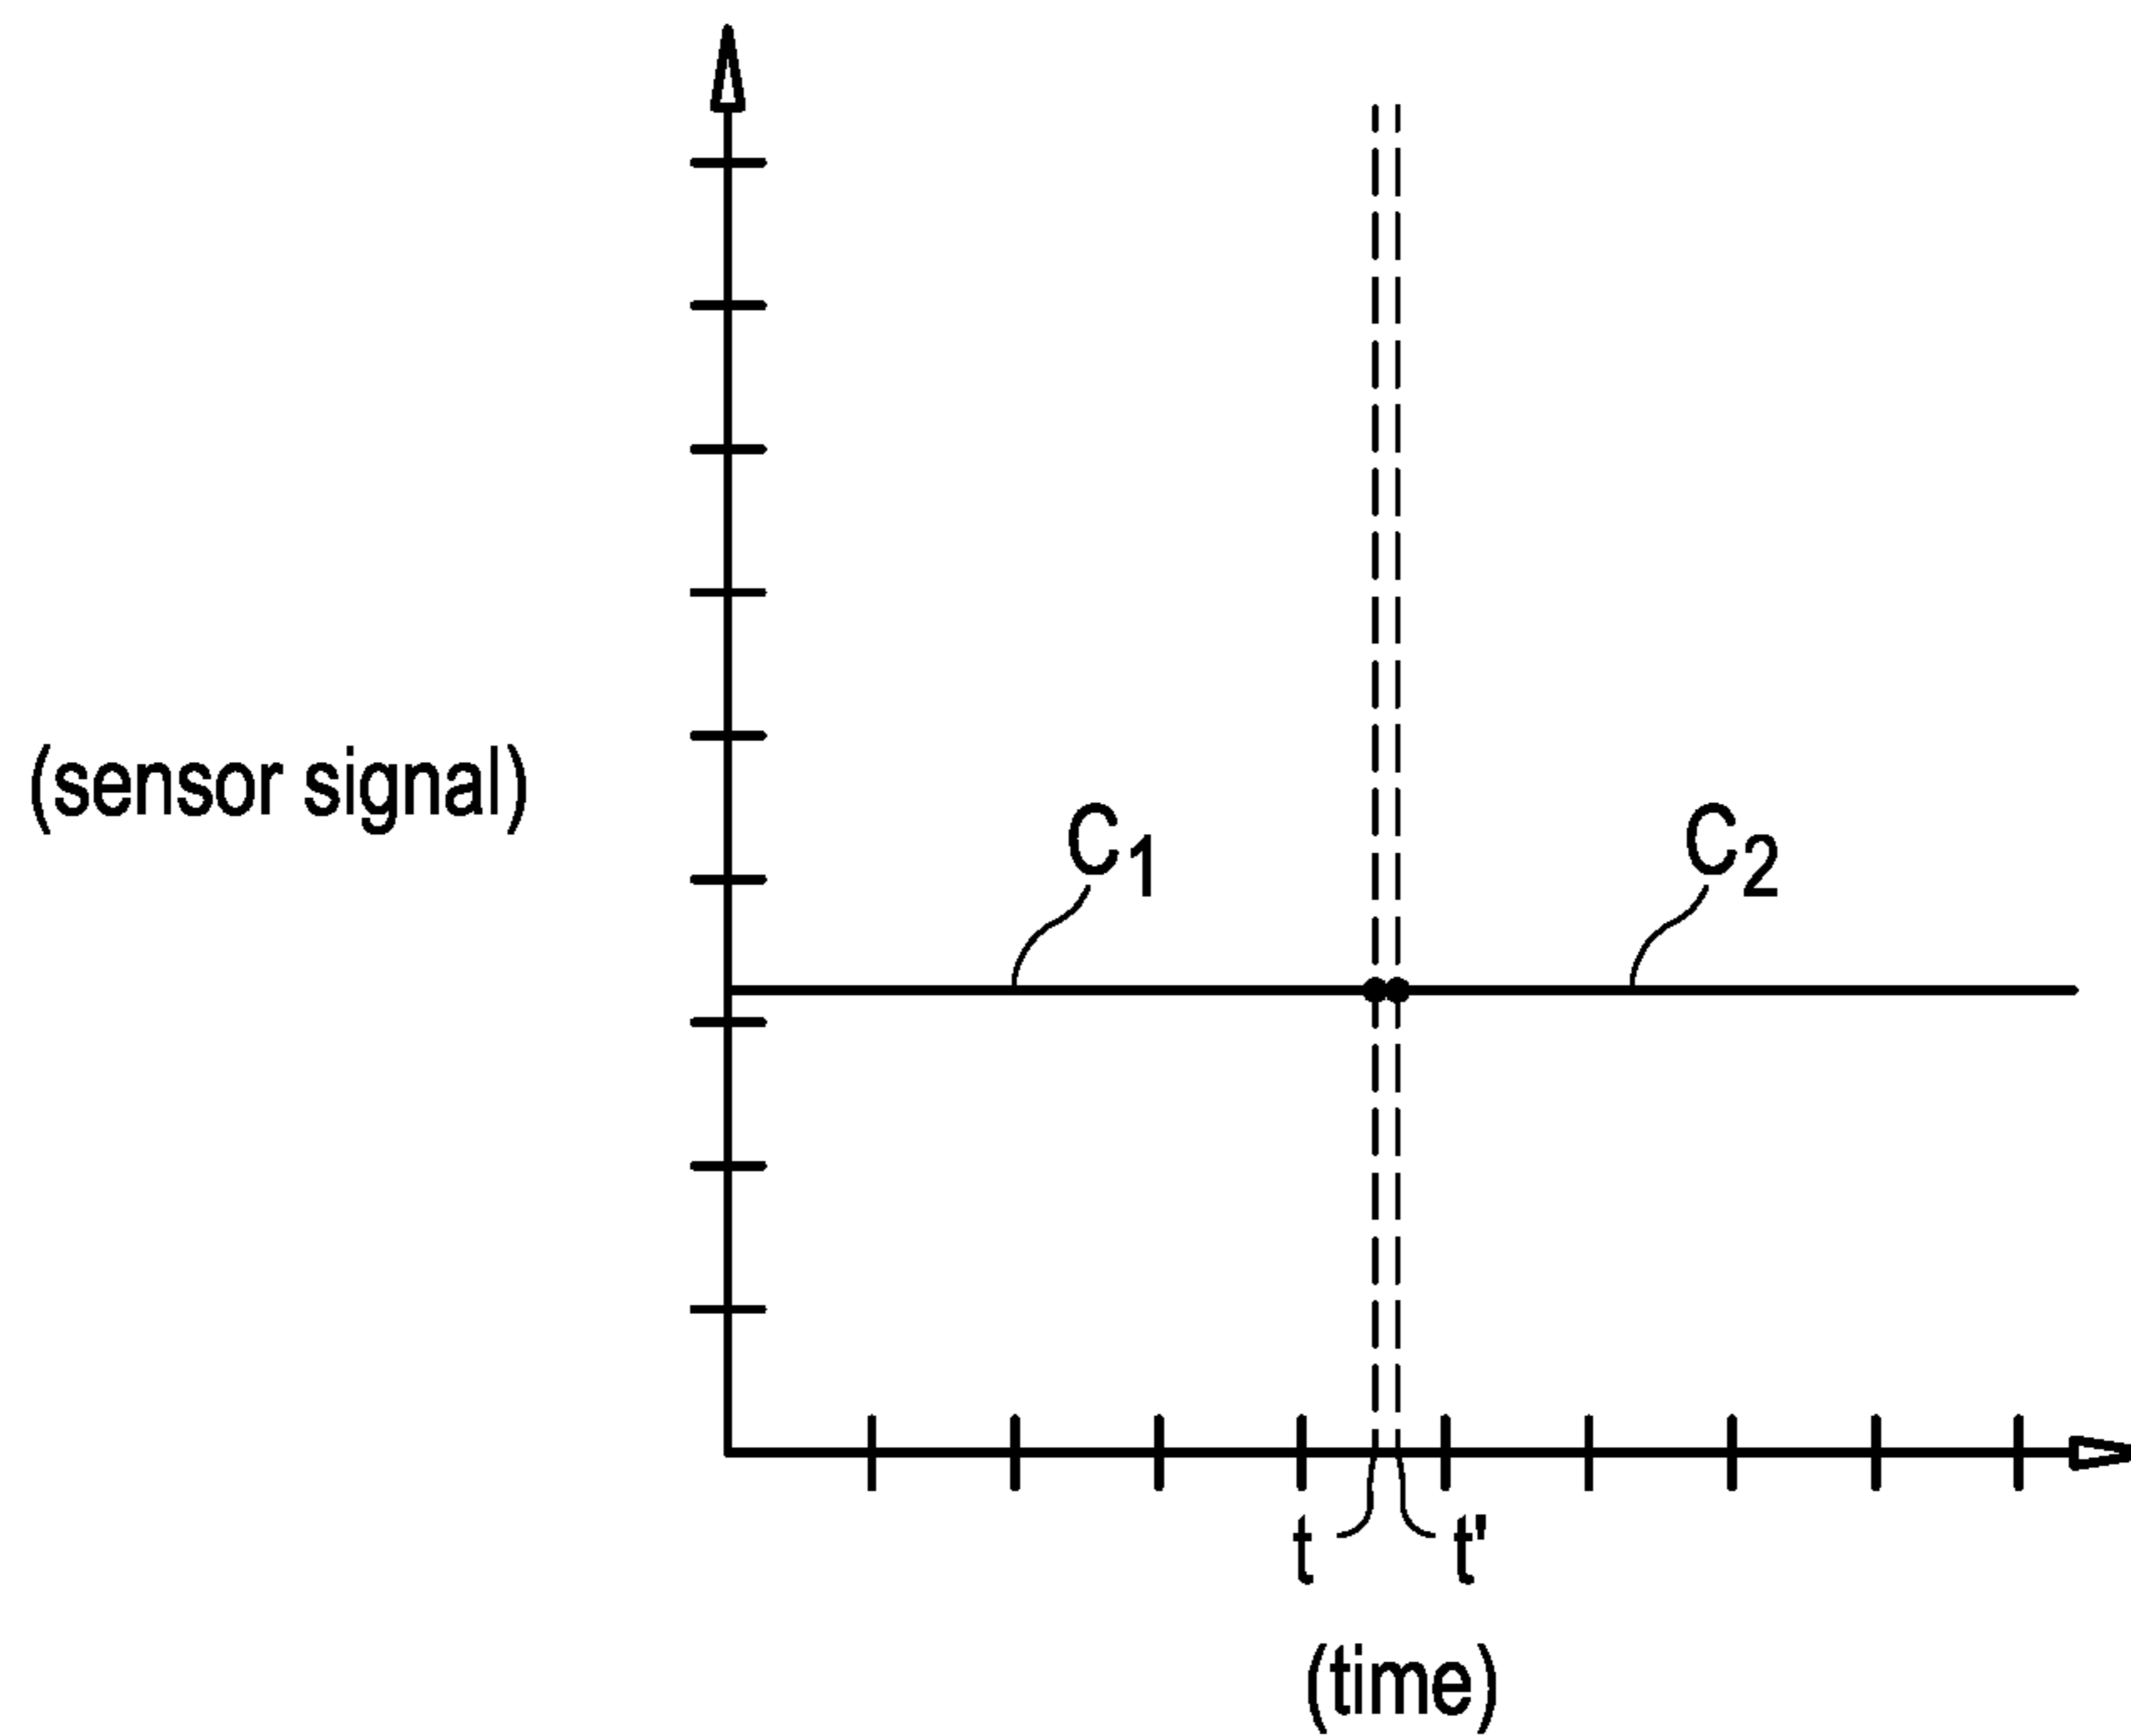 (sensor signal)
C1
C2
t
t'
(time)